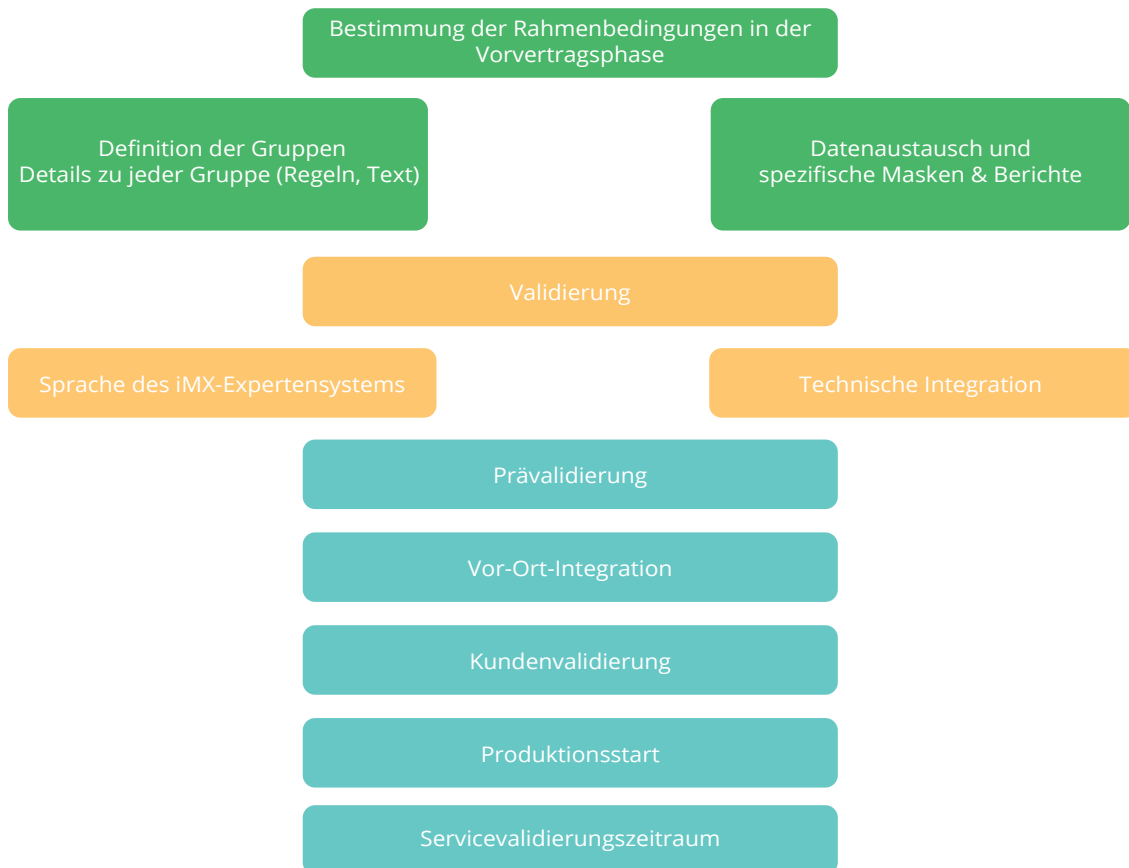 Bestimmung der Rahmenbedingungen in der
Vorvertragsphase
Definition der Gruppen
Details zu jeder Gruppe (Regeln, Text)
Datenaustausch und
spezifische Masken & Berichte
Validierung
Sprache des iMX-Expertensystems
Technische Integration
Prävalidierung
Vor-Ort-Integration
Kundenvalidierung
Produktionsstart
Servicevalidierungszeitraum